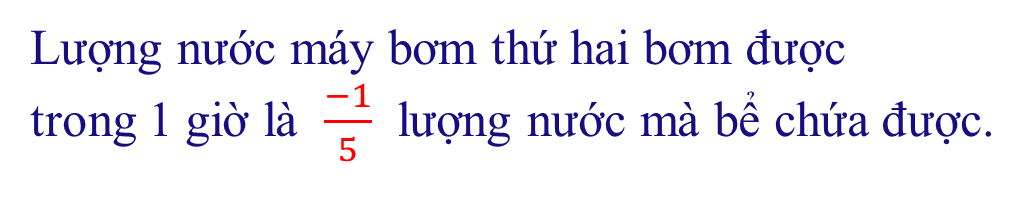 Lượng nước máy bơm thứ hai bơm được
trong 1 giờ là −1/5 lượng nước mà bể chứa được.